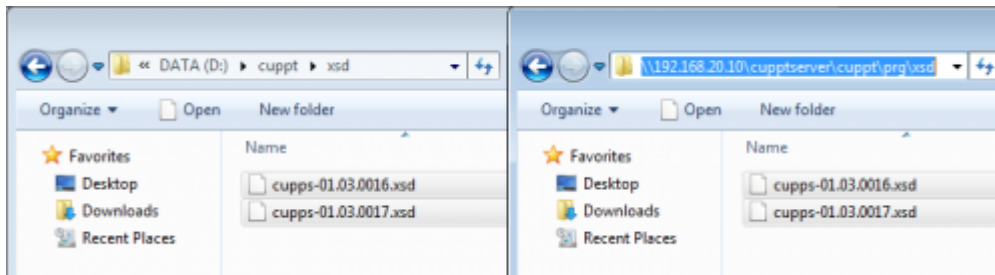 « DATA (D:) ▸ cuppt ▸ xsd
Organize ▾ Open New folder
Favorites
Desktop
Downloads
Recent Places
Name
cupps-01.03.0016.xsd
cupps-01.03.0017.xsd
\\192.168.20.10\cupptserver\cuppt\prg\xsd
Organize ▾ Open New folder
Favorites
Desktop
Downloads
Recent Places
Name
cupps-01.03.0016.xsd
cupps-01.03.0017.xsd